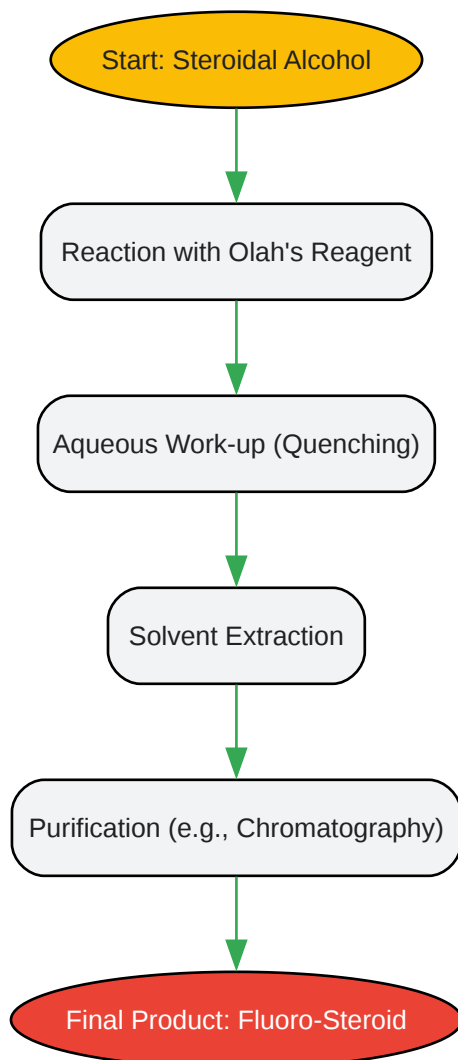 Start: Steroidal Alcohol
Reaction with Olah's Reagent
Aqueous Work-up (Quenching)
Solvent Extraction
Purification (e.g., Chromatography)
Final Product: Fluoro-Steroid